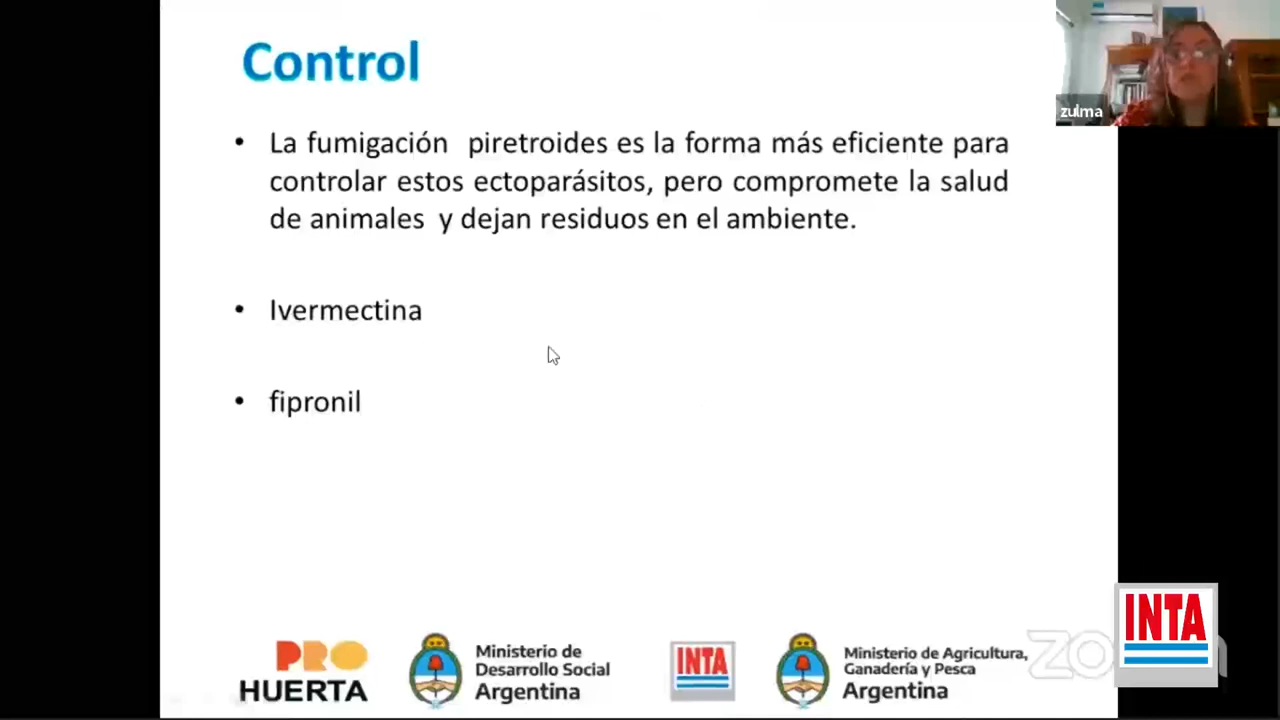 Control
zulma
• La fumigación  piretroides es la forma más eficiente para
controlar estos ectoparásitos, pero compromete la salud
de animales  y dejan residuos en el ambiente.
• Ivermectina
• fipronil
PRO
HUERTA
Ministerio de
Desarrollo Social
Argentina
INTA
Ministerio de Agricultura,
Ganadería y Pesca
Argentina
INTA